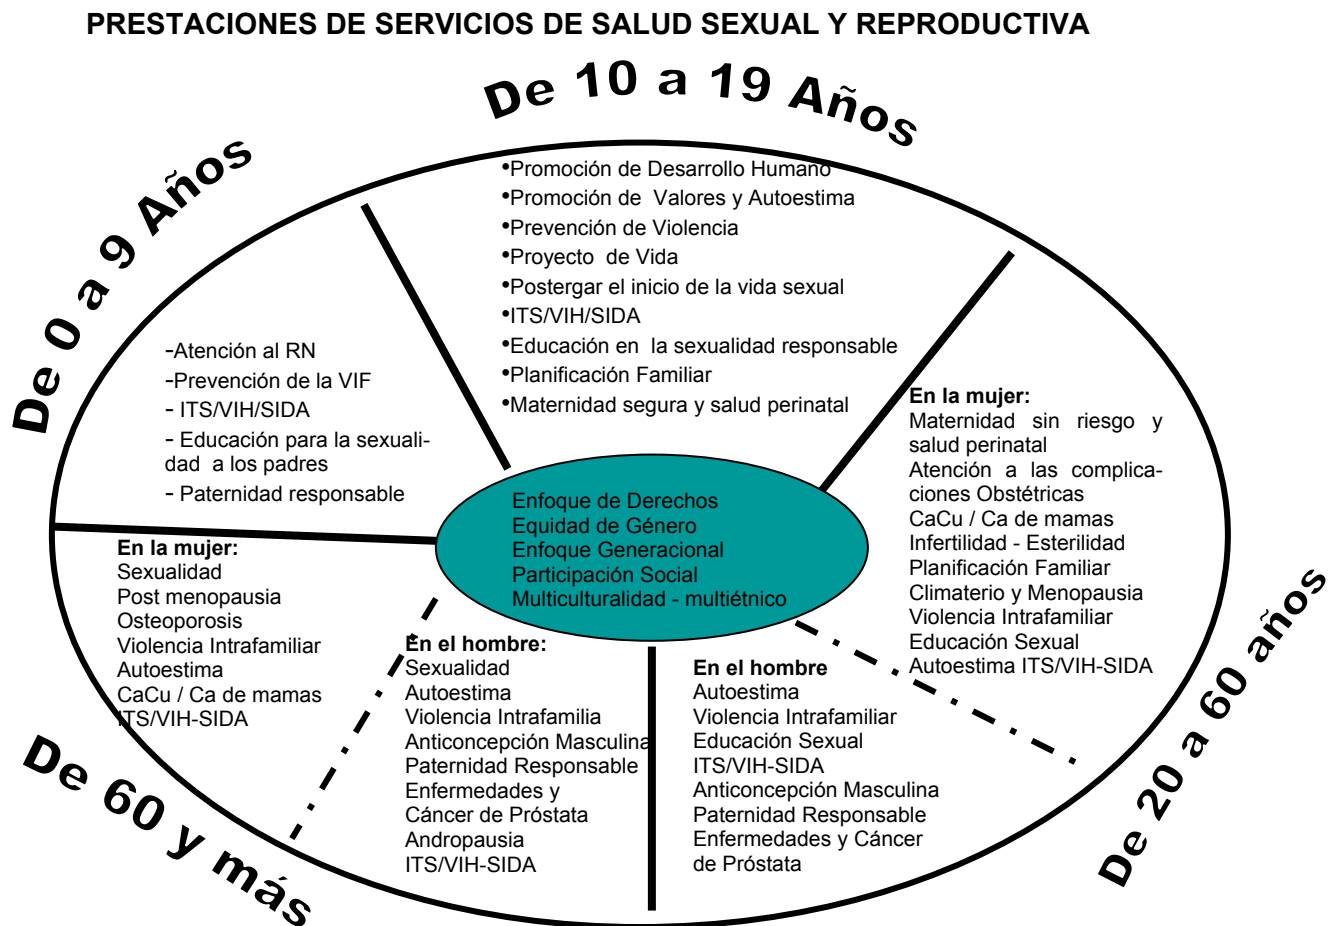 PRESTACIONES DE SERVICIOS DE SALUD SEXUAL Y REPRODUCTIVA
De 10 a 19 Años
•Promoción de Desarrollo Humano
•Promoción de Valores y Autoestima
•Prevención de Violencia
•Proyecto de Vida
•Postergar el inicio de la vida sexual
•ITS/VIH/SIDA
•Educación en la sexualidad responsable
•Planificación Familiar
•Maternidad segura y salud perinatal
De 0 a 9 Años
-Atención al RN
-Prevención de la VIF
- ITS/VIH/SIDA
- Educación para la sexuali-
dad a los padres
- Paternidad responsable
Enfoque de Derechos
Equidad de Género
Enfoque Generacional
Participación Social
Multiculturalidad - multiétnico
En la mujer:
Maternidad sin riesgo y
salud perinatal
Atención a las complica-
ciones Obstétricas
CaCu / Ca de mamas
Infertilidad - Esterilidad
Planificación Familiar
Climaterio y Menopausia
Violencia Intrafamiliar
Educación Sexual
Autoestima ITS/VIH-SIDA
De 20 a 60 años
En el hombre
Autoestima
Violencia Intrafamiliar
Educación Sexual
ITS/VIH-SIDA
Anticoncepción Masculina
Paternidad Responsable
Enfermedades y Cáncer
de Próstata
En el hombre:
Sexualidad
Autoestima
Violencia Intrafamilia
Anticoncepción Masculina
Paternidad Responsable
Enfermedades y
Cáncer de Próstata
Andropausia
ITS/VIH-SIDA
En la mujer:
Sexualidad
Post menopausia
Osteoporosis
Violencia Intrafamiliar
Autoestima
CaCu / Ca de mamas
ITS/VIH-SIDA
De 60 y más